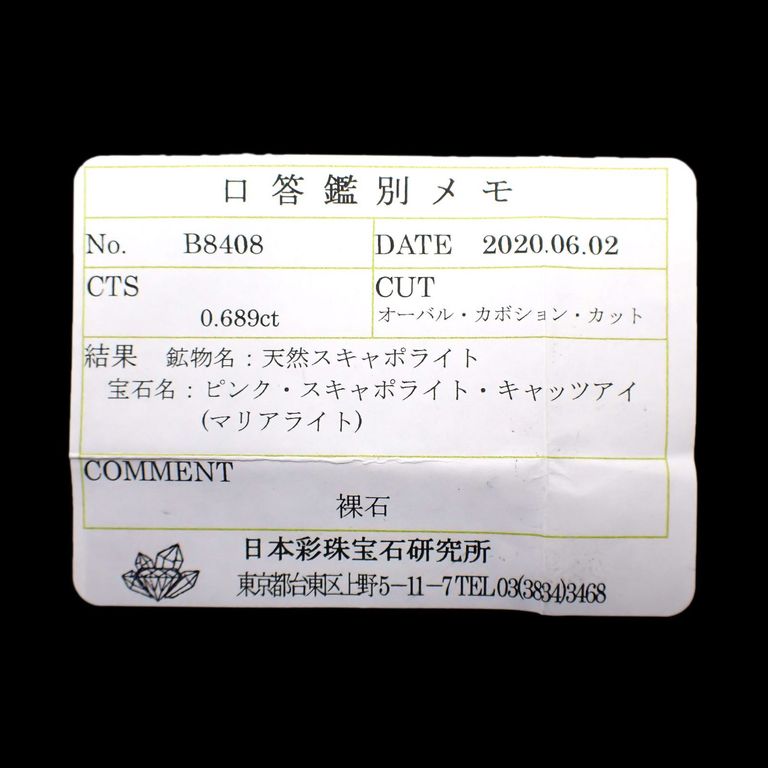 口答鑑別メモ
No. B8408
DATE 2020.06.02
CTS
0.689ct
CUT
オーバル・カボション・カット
結果 鉱物名：天然スキャポライト
宝石名：ピンク・スキャポライト・キャッツアイ
(マリアライト)
COMMENT
裸石
日本彩珠宝石研究所
東京都台東区上野5－11－7 TEL03(3834)3468